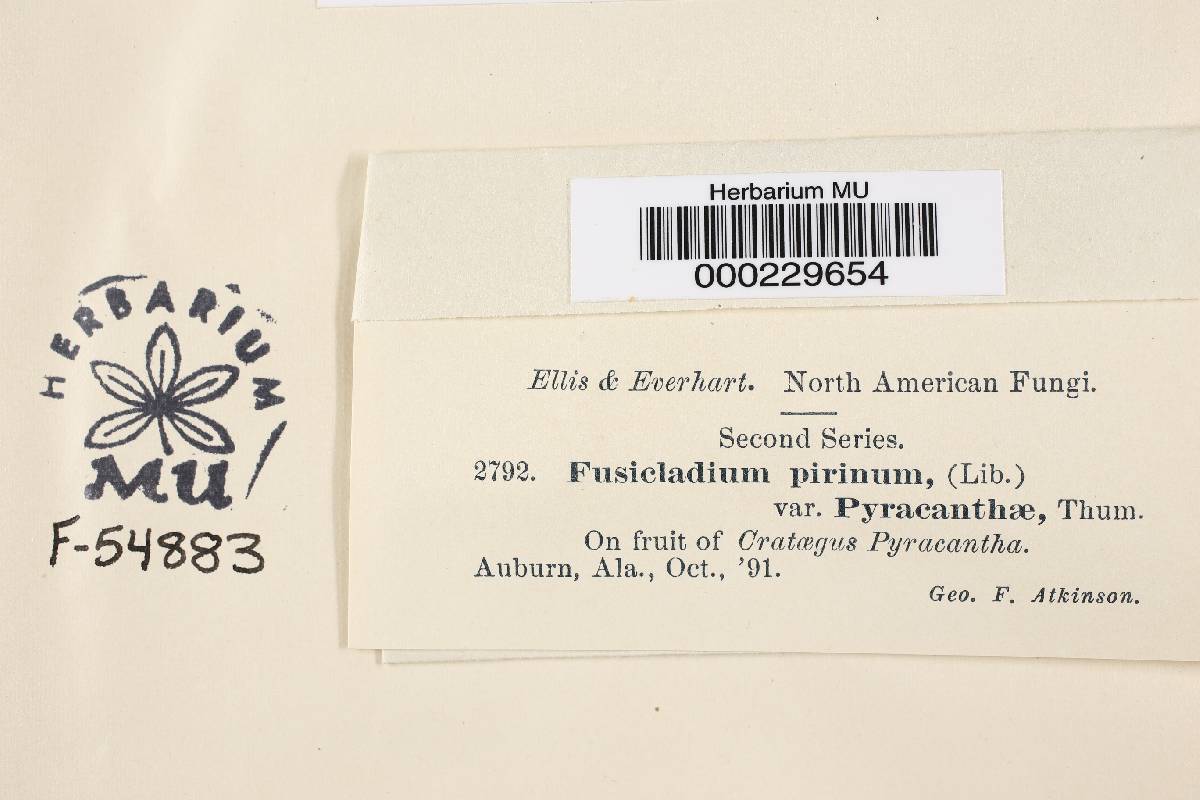 Herbarium MU
000229654
HERBARIUM
MU
F-54883
Ellis & Everhart. North American Fungi.
Second Series.
2792. Fusicladium pirinum, (Lib.)
var. Pyracanthæ, Thum.
On fruit of Cratægus Pyracantha.
Auburn, Ala., Oct., '91.
Geo. F. Atkinson.